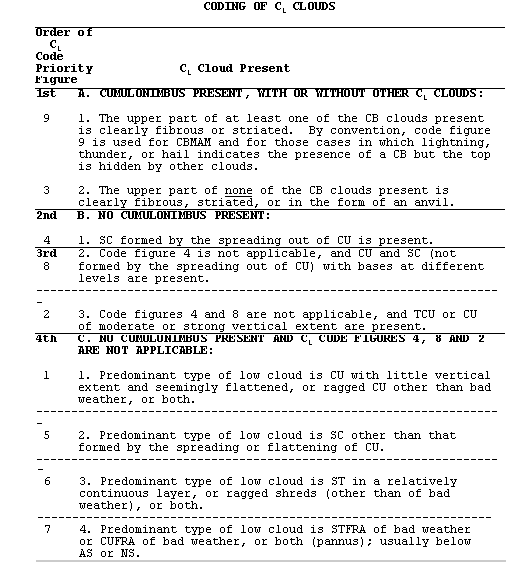 CODING OF CL CLOUDS
Order of
CL
Code
Priority CL Cloud Present
Figure
1st A. CUMULONIMBUS PRESENT, WITH OR WITHOUT OTHER CL CLOUDS:
9 1. The upper part of at least one of the CB clouds present
is clearly fibrous or striated. By convention, code figure
9 is used for CBMAM and for those cases in which lightning,
thunder, or hail indicates the presence of a CB but the top
is hidden by other clouds.
3 2. The upper part of none of the CB clouds present is
clearly fibrous, striated, or in the form of an anvil.
2nd B. NO CUMULONIMBUS PRESENT:
4 1. SC formed by the spreading out of CU is present.
3rd 2. Code figure 4 is not applicable, and CU and SC (not
8 formed by the spreading out of CU) with bases at different
levels are present.
2 3. Code figures 4 and 8 are not applicable, and TCU or CU
of moderate or strong vertical extent are present.
4th C. NO CUMULONIMBUS PRESENT AND CL CODE FIGURES 4, 8 AND 2
ARE NOT APPLICABLE:
1 1. Predominant type of low cloud is CU with little vertical
extent and seemingly flattened, or ragged CU other than bad
weather, or both.
5 2. Predominant type of low cloud is SC other than that
formed by the spreading or flattening of CU.
6 3. Predominant type of low cloud is ST in a relatively
continuous layer, or ragged shreds (other than of bad
weather), or both.
7 4. Predominant type of low cloud is STFRA of bad weather
or CUFRA of bad weather, or both (pannus); usually below
AS or NS.